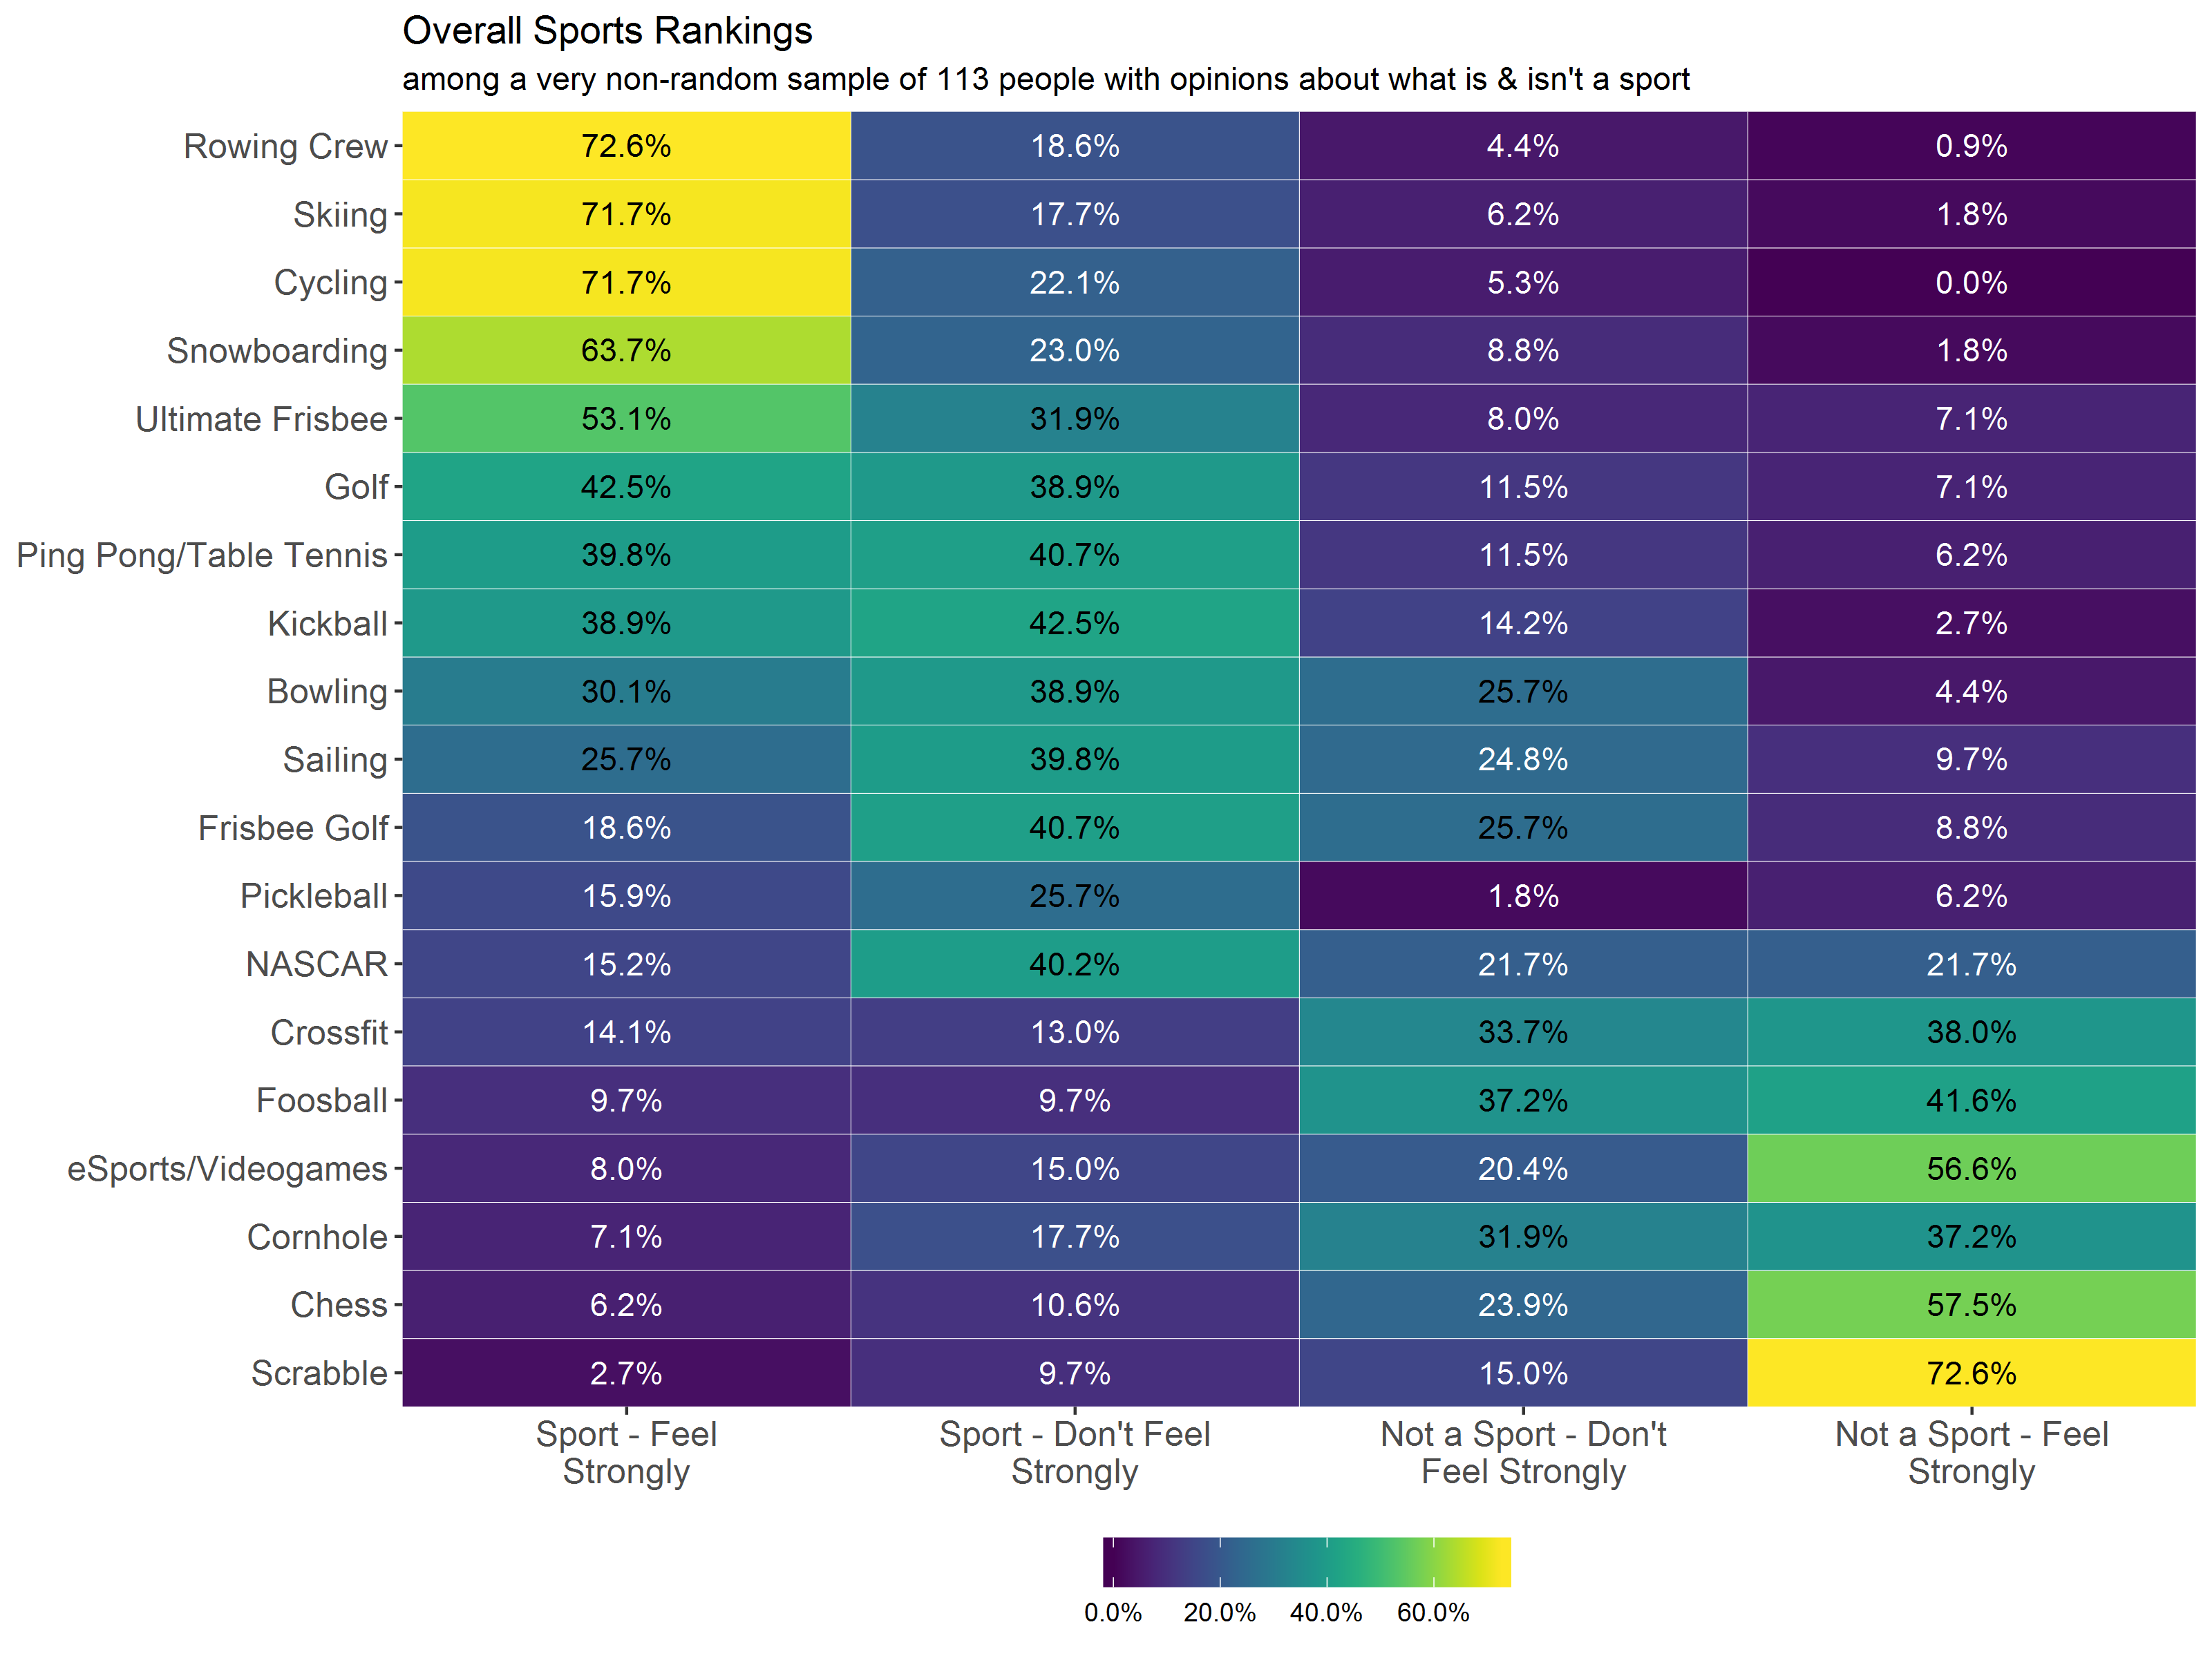 Overall Sports Rankings
among a very non-random sample of 113 people with opinions about what is & isn't a sport
Rowing Crew 72.6% 18.6% 4.4% 0.9%
Skiing 71.7% 17.7% 6.2% 1.8%
Cycling 71.7% 22.1% 5.3% 0.0%
Snowboarding 63.7% 23.0% 8.8% 1.8%
Ultimate Frisbee 53.1% 31.9% 8.0% 7.1%
Golf 42.5% 38.9% 11.5% 7.1%
Ping Pong/Table Tennis 39.8% 40.7% 11.5% 6.2%
Kickball 38.9% 42.5% 14.2% 2.7%
Bowling 30.1% 38.9% 25.7% 4.4%
Sailing 25.7% 39.8% 24.8% 9.7%
Frisbee Golf 18.6% 40.7% 25.7% 8.8%
Pickleball 15.9% 25.7% 1.8% 6.2%
NASCAR 15.2% 40.2% 21.7% 21.7%
Crossfit 14.1% 13.0% 33.7% 38.0%
Foosball 9.7% 9.7% 37.2% 41.6%
eSports/Videogames 8.0% 15.0% 20.4% 56.6%
Cornhole 7.1% 17.7% 31.9% 37.2%
Chess 6.2% 10.6% 23.9% 57.5%
Scrabble 2.7% 9.7% 15.0% 72.6%
Sport - Feel
Strongly
Sport - Don't Feel
Strongly
Not a Sport - Don't
Feel Strongly
Not a Sport - Feel
Strongly
0.0% 20.0% 40.0% 60.0%